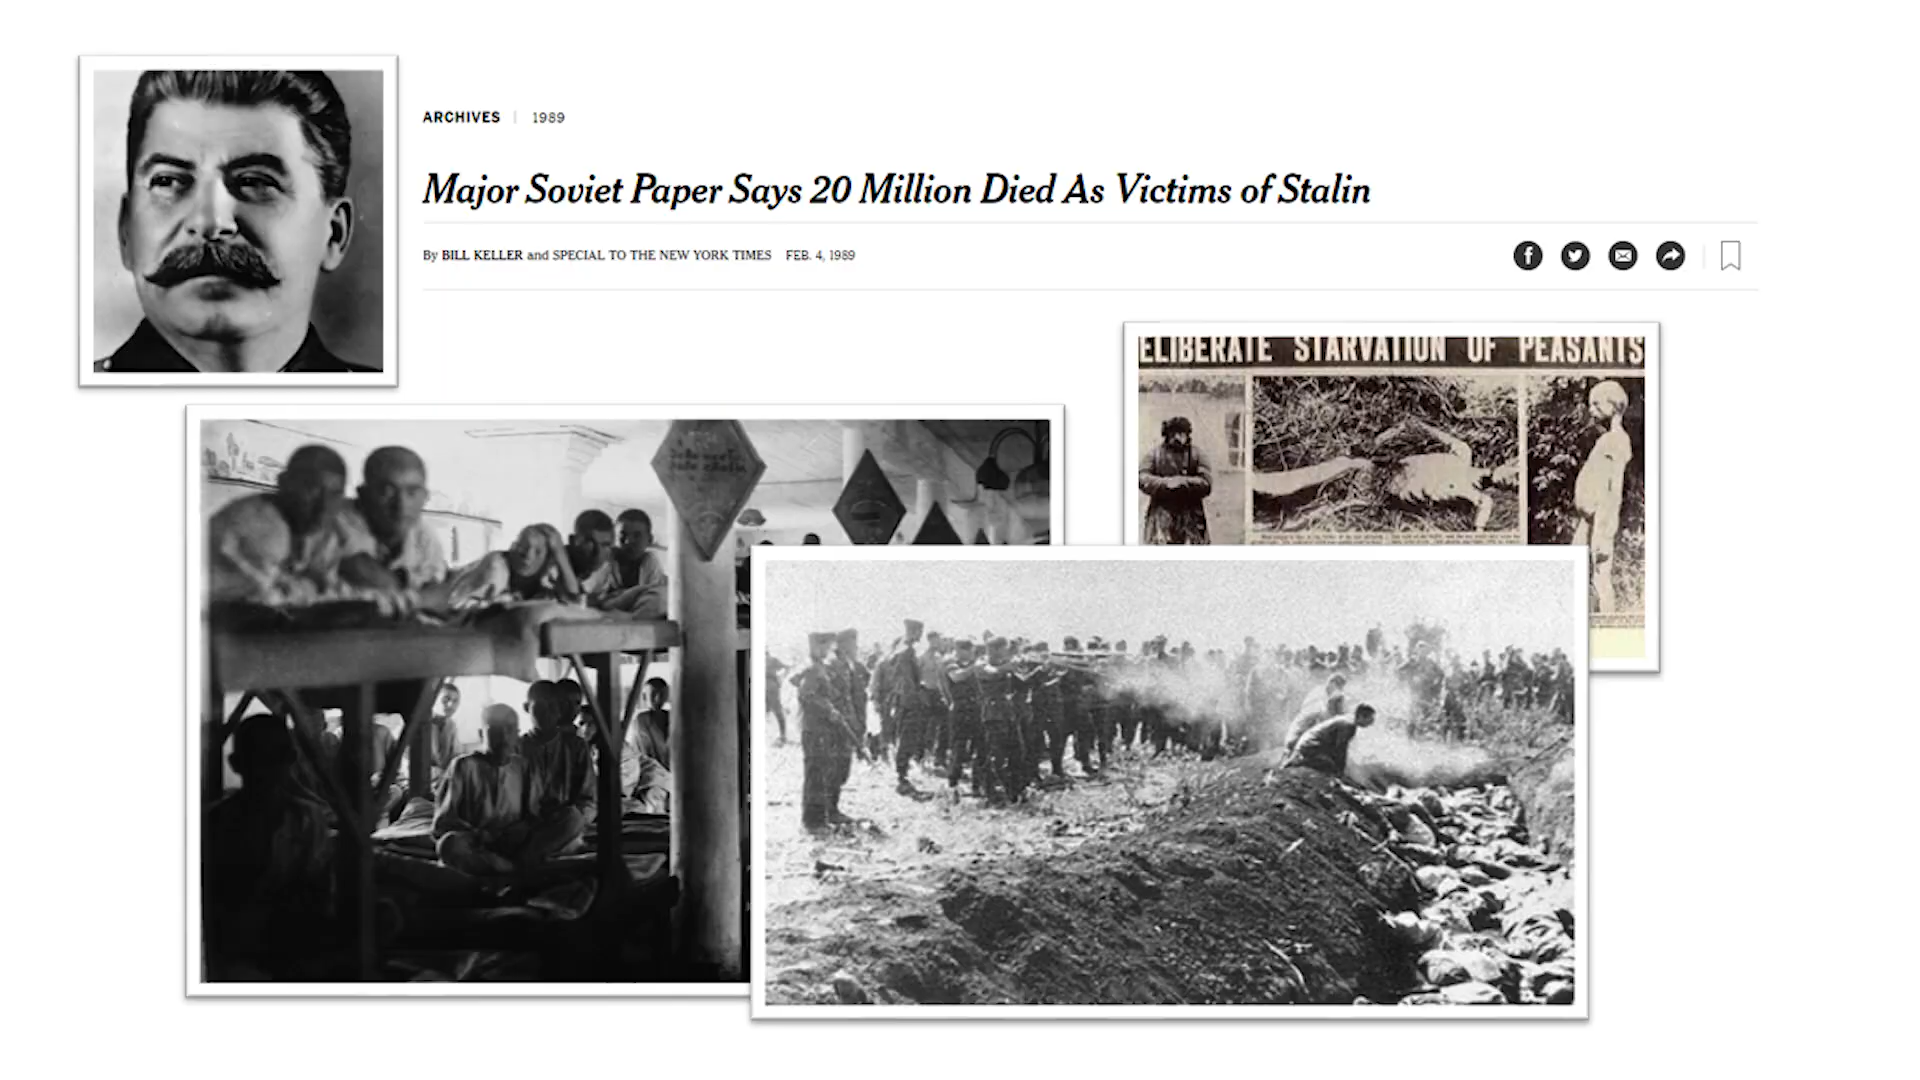 ARCHIVES | 1989
Major Soviet Paper Says 20 Million Died As Victims of Stalin
By BILL KELLER and SPECIAL TO THE NEW YORK TIMES FEB. 4, 1989
ELIBERATE STARVATION OF PEASANTS